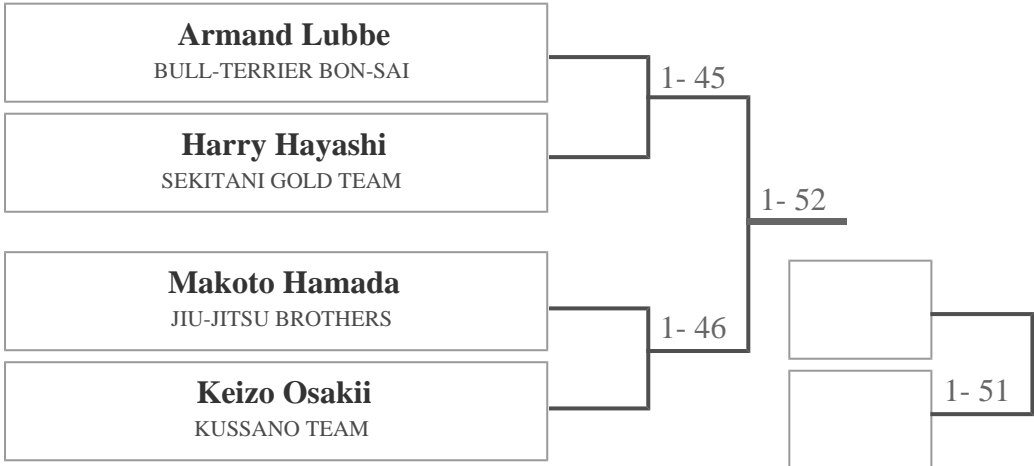 Armand Lubbe
BULL-TERRIER BON-SAI
1- 45
Harry Hayashi
SEKITANI GOLD TEAM
1- 52
Makoto Hamada
JIU-JITSU BROTHERS
1- 46
Keizo Osakii
KUSSANO TEAM
1- 51